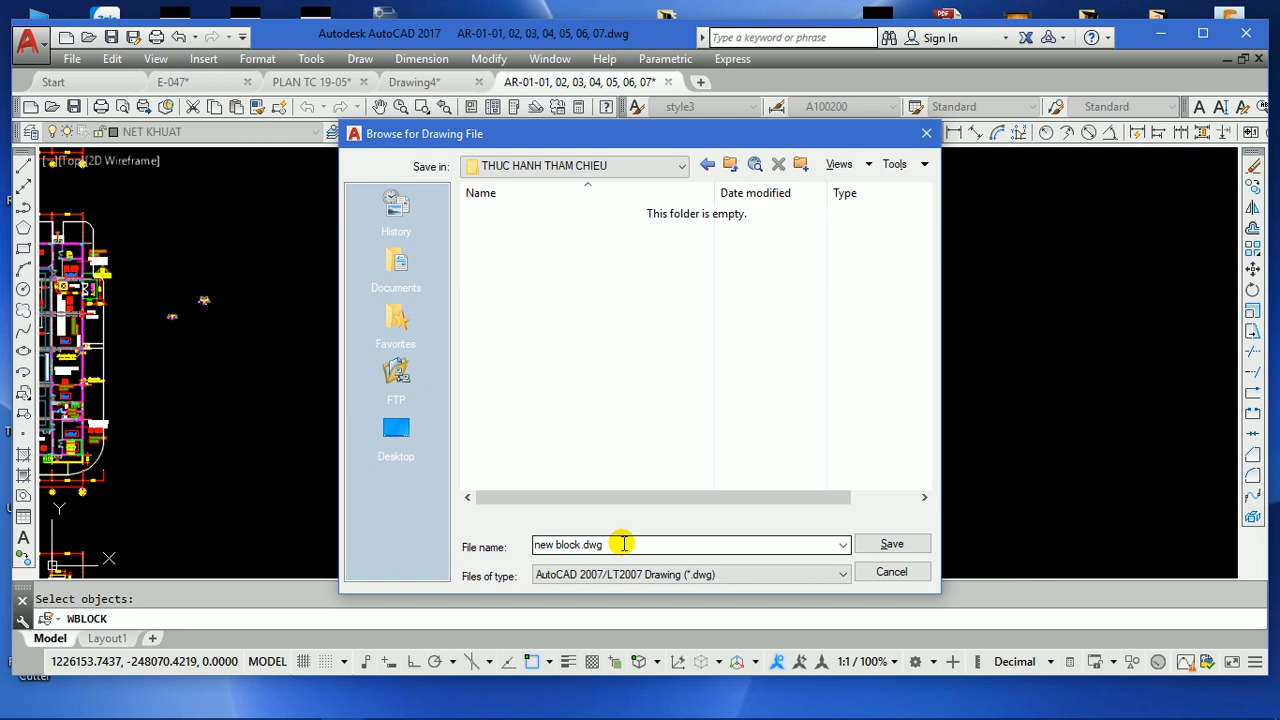 Zalo
PDF
Autodesk AutoCAD 2017 AR-01-01, 02, 03, 04, 05, 06, 07.dwg
Type a keyword or phrase
Sign In
File Edit View Insert Format Tools Draw Dimension Modify Window Help Parametric Express
Start E-047* PLAN TC 19-05* Drawing4* AR-01-01, 02, 03, 04, 05, 06, 07*
style3 A100200 Standard Standard
NET KHUAT
[−][Top][2D Wireframe]
Browse for Drawing File
Save in: THUC HANH THAM CHIEU Views Tools
Name Date modified Type
This folder is empty.
History
Documents
Favorites
FTP
Desktop
File name: new block.dwg Save
Files of type: AutoCAD 2007/LT2007 Drawing (*.dwg) Cancel
Y
Select objects:
WBLOCK
Model Layout1
1226153.7437, -248070.4219, 0.0000 MODEL 1:1 / 100% Decimal